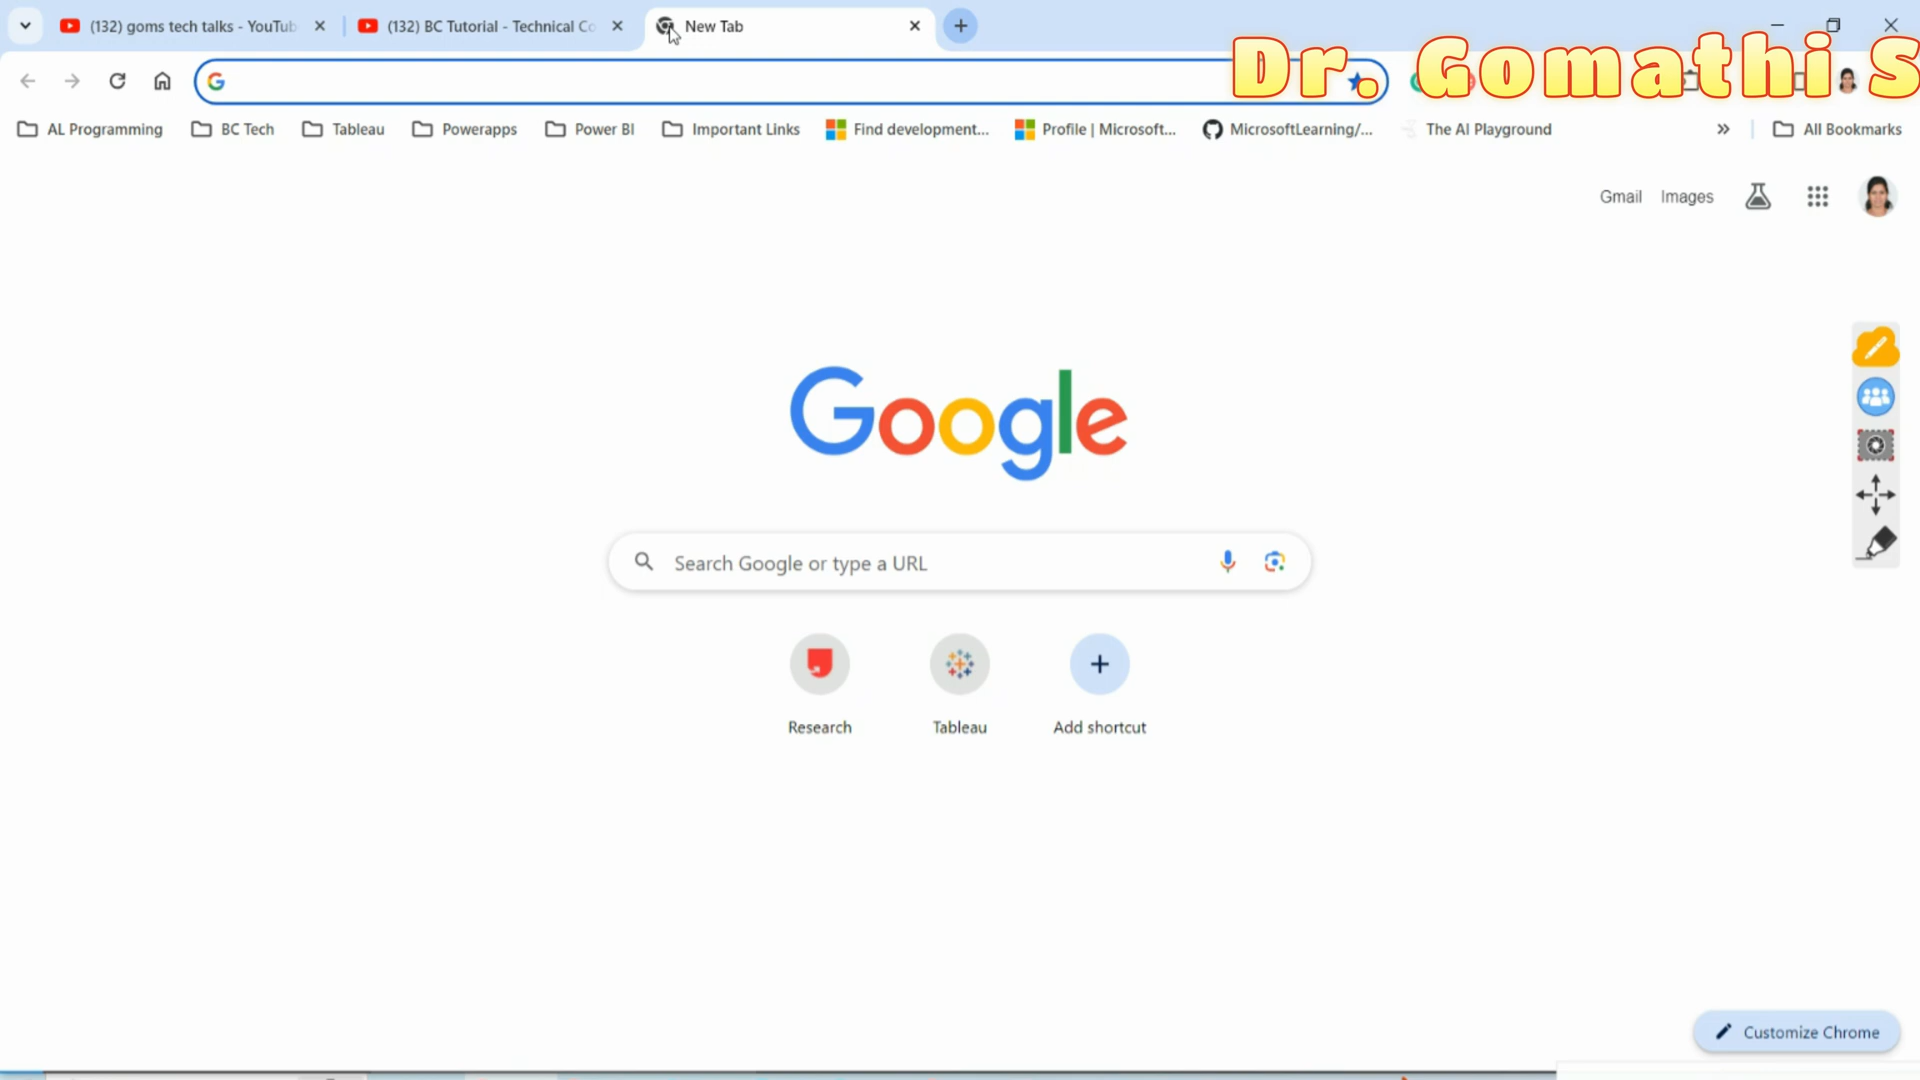 (132) goms tech talks - YouTub
(132) BC Tutorial - Technical Co
New Tab
Dr. Gomathi S
AL Programming
BC Tech
Tableau
Powerapps
Power BI
Important Links
Find development...
Profile | Microsoft...
MicrosoftLearning/...
The AI Playground
All Bookmarks
Gmail
Images
Google
Search Google or type a URL
Research
Tableau
Add shortcut
Customize Chrome